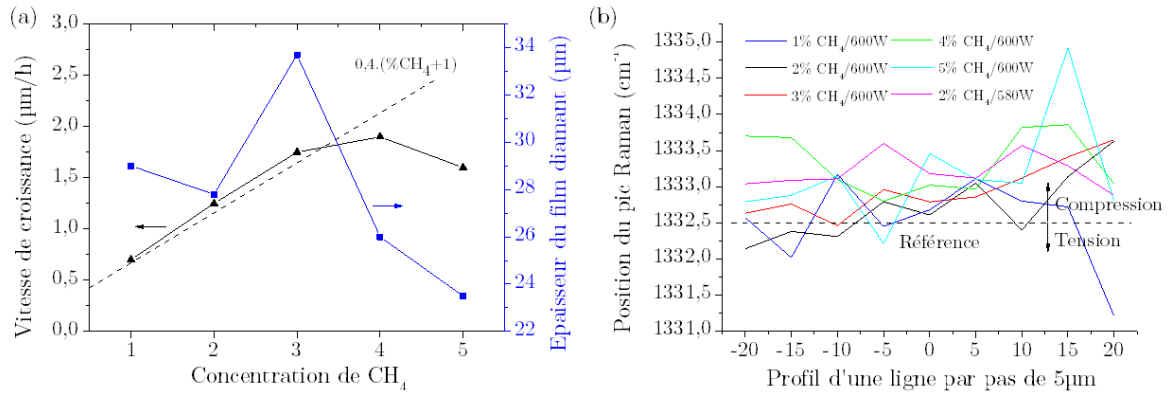 (a)
3,0
2,5
2,0
1,5
1,0
0,5
0,0
Vitesse de croissance (µm/h)
0,4.(%CH4+1)
34
32
30
28
26
24
22
Epaisseur du film diamant (µm)
1 2 3 4 5
Concentration de CH4
(b)
1335,0
1334,5
1334,0
1333,5
1333,0
1332,5
1332,0
1331,5
1331,0
Position du pic Raman (cm⁻¹)
1% CH4/600W
2% CH4/600W
3% CH4/600W
4% CH4/600W
5% CH4/600W
2% CH4/580W
Compression
Référence
Tension
-20 -15 -10 -5 0 5 10 15 20
Profil d'une ligne par pas de 5µm